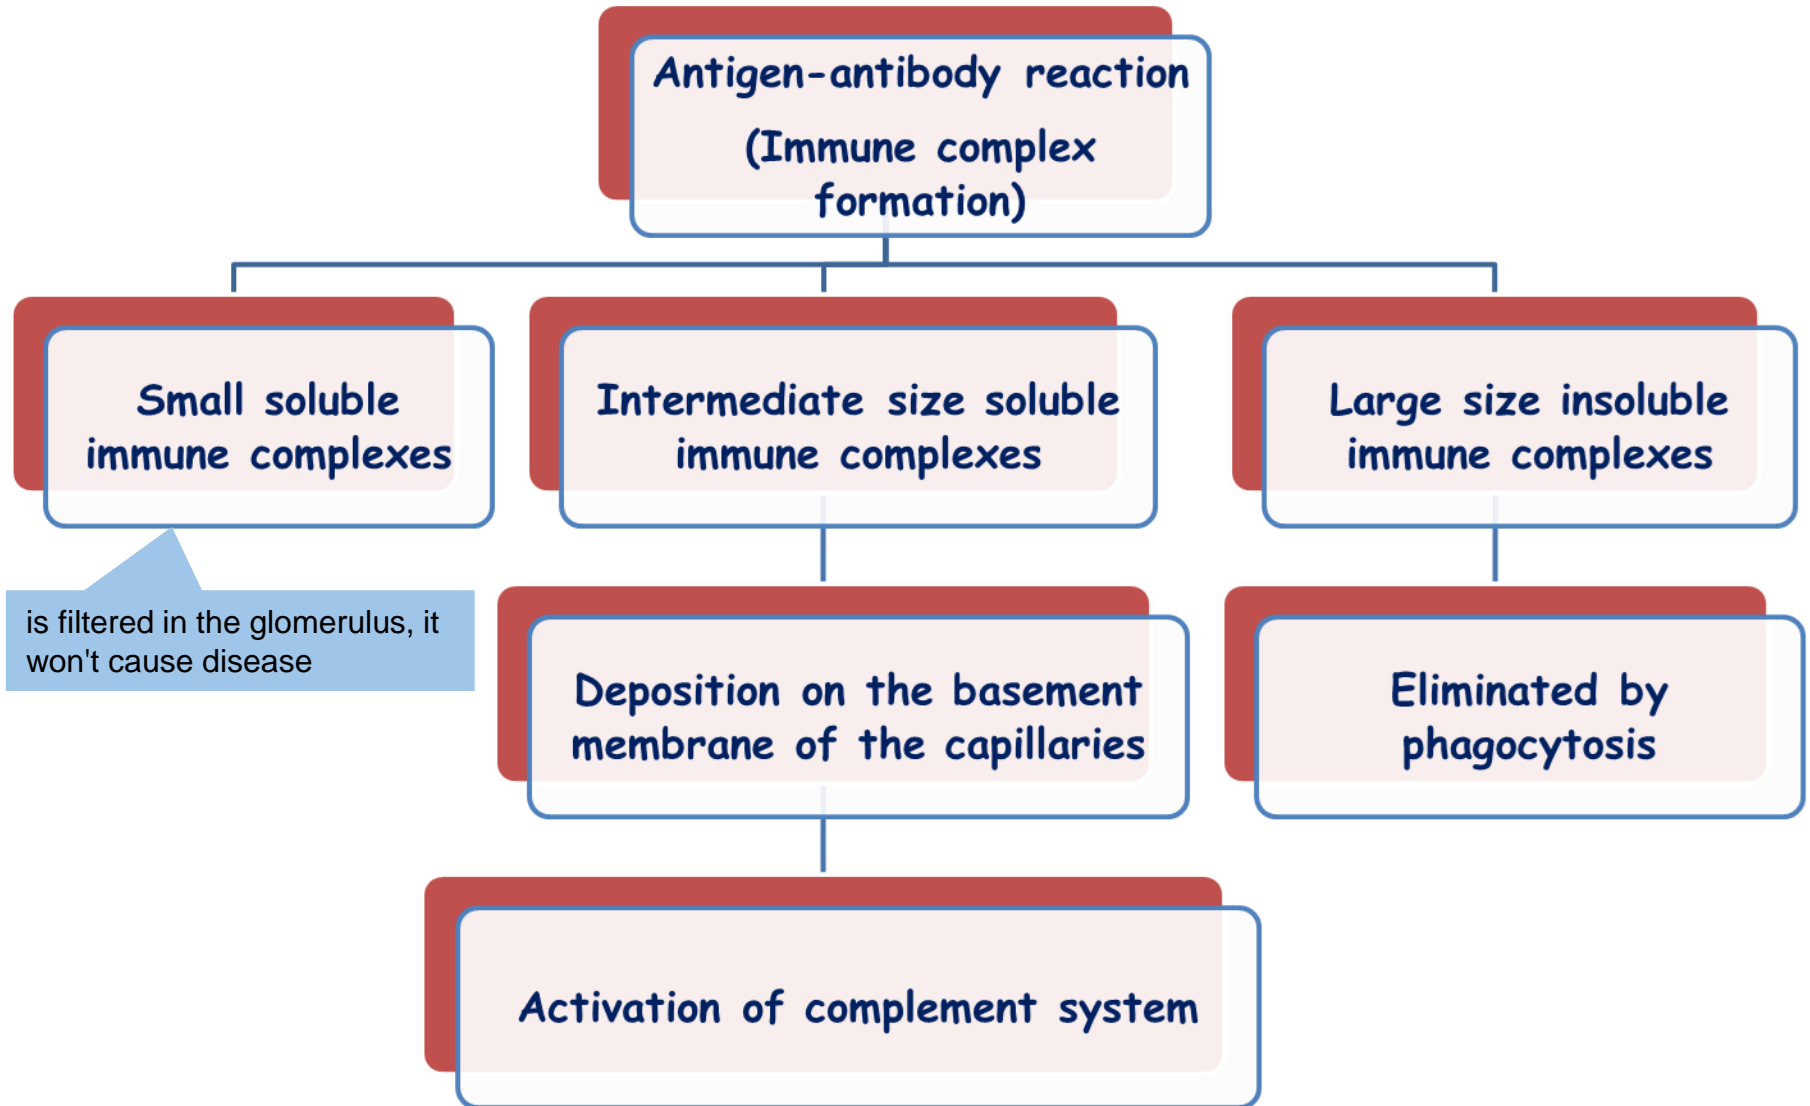 Antigen-antibody reaction
(Immune complex
formation)
Small soluble
immune complexes
Intermediate size soluble
immune complexes
Large size insoluble
immune complexes
is filtered in the glomerulus, it
won't cause disease
Deposition on the basement
membrane of the capillaries
Eliminated by
phagocytosis
Activation of complement system